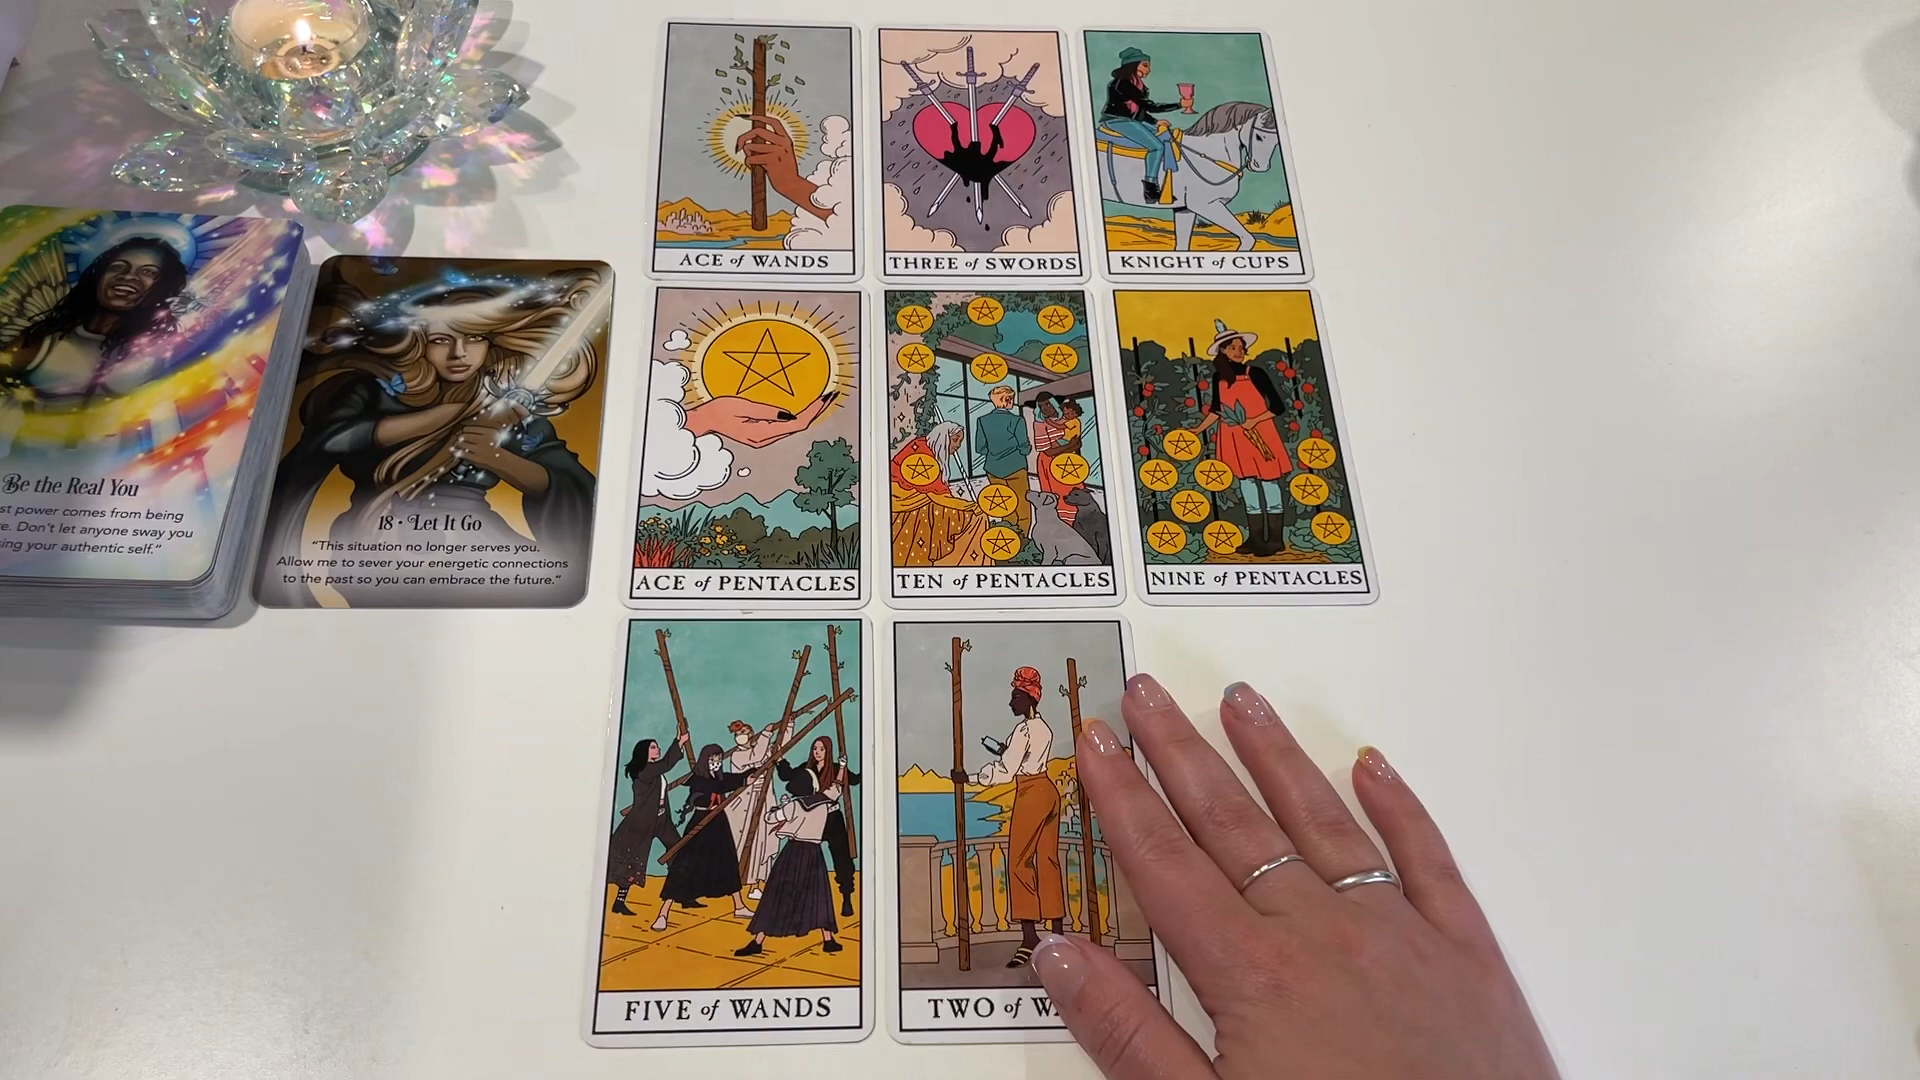 ACE of WANDS
THREE of SWORDS
KNIGHT of CUPS
Be the Real You
power comes from being
Don't let anyone sway you
your authentic self.”
18 • Let It Go
“This situation no longer serves you.
Allow me to sever your energetic connections
to the past so you can embrace the future.”
ACE of PENTACLES
TEN of PENTACLES
NINE of PENTACLES
FIVE of WANDS
TWO of